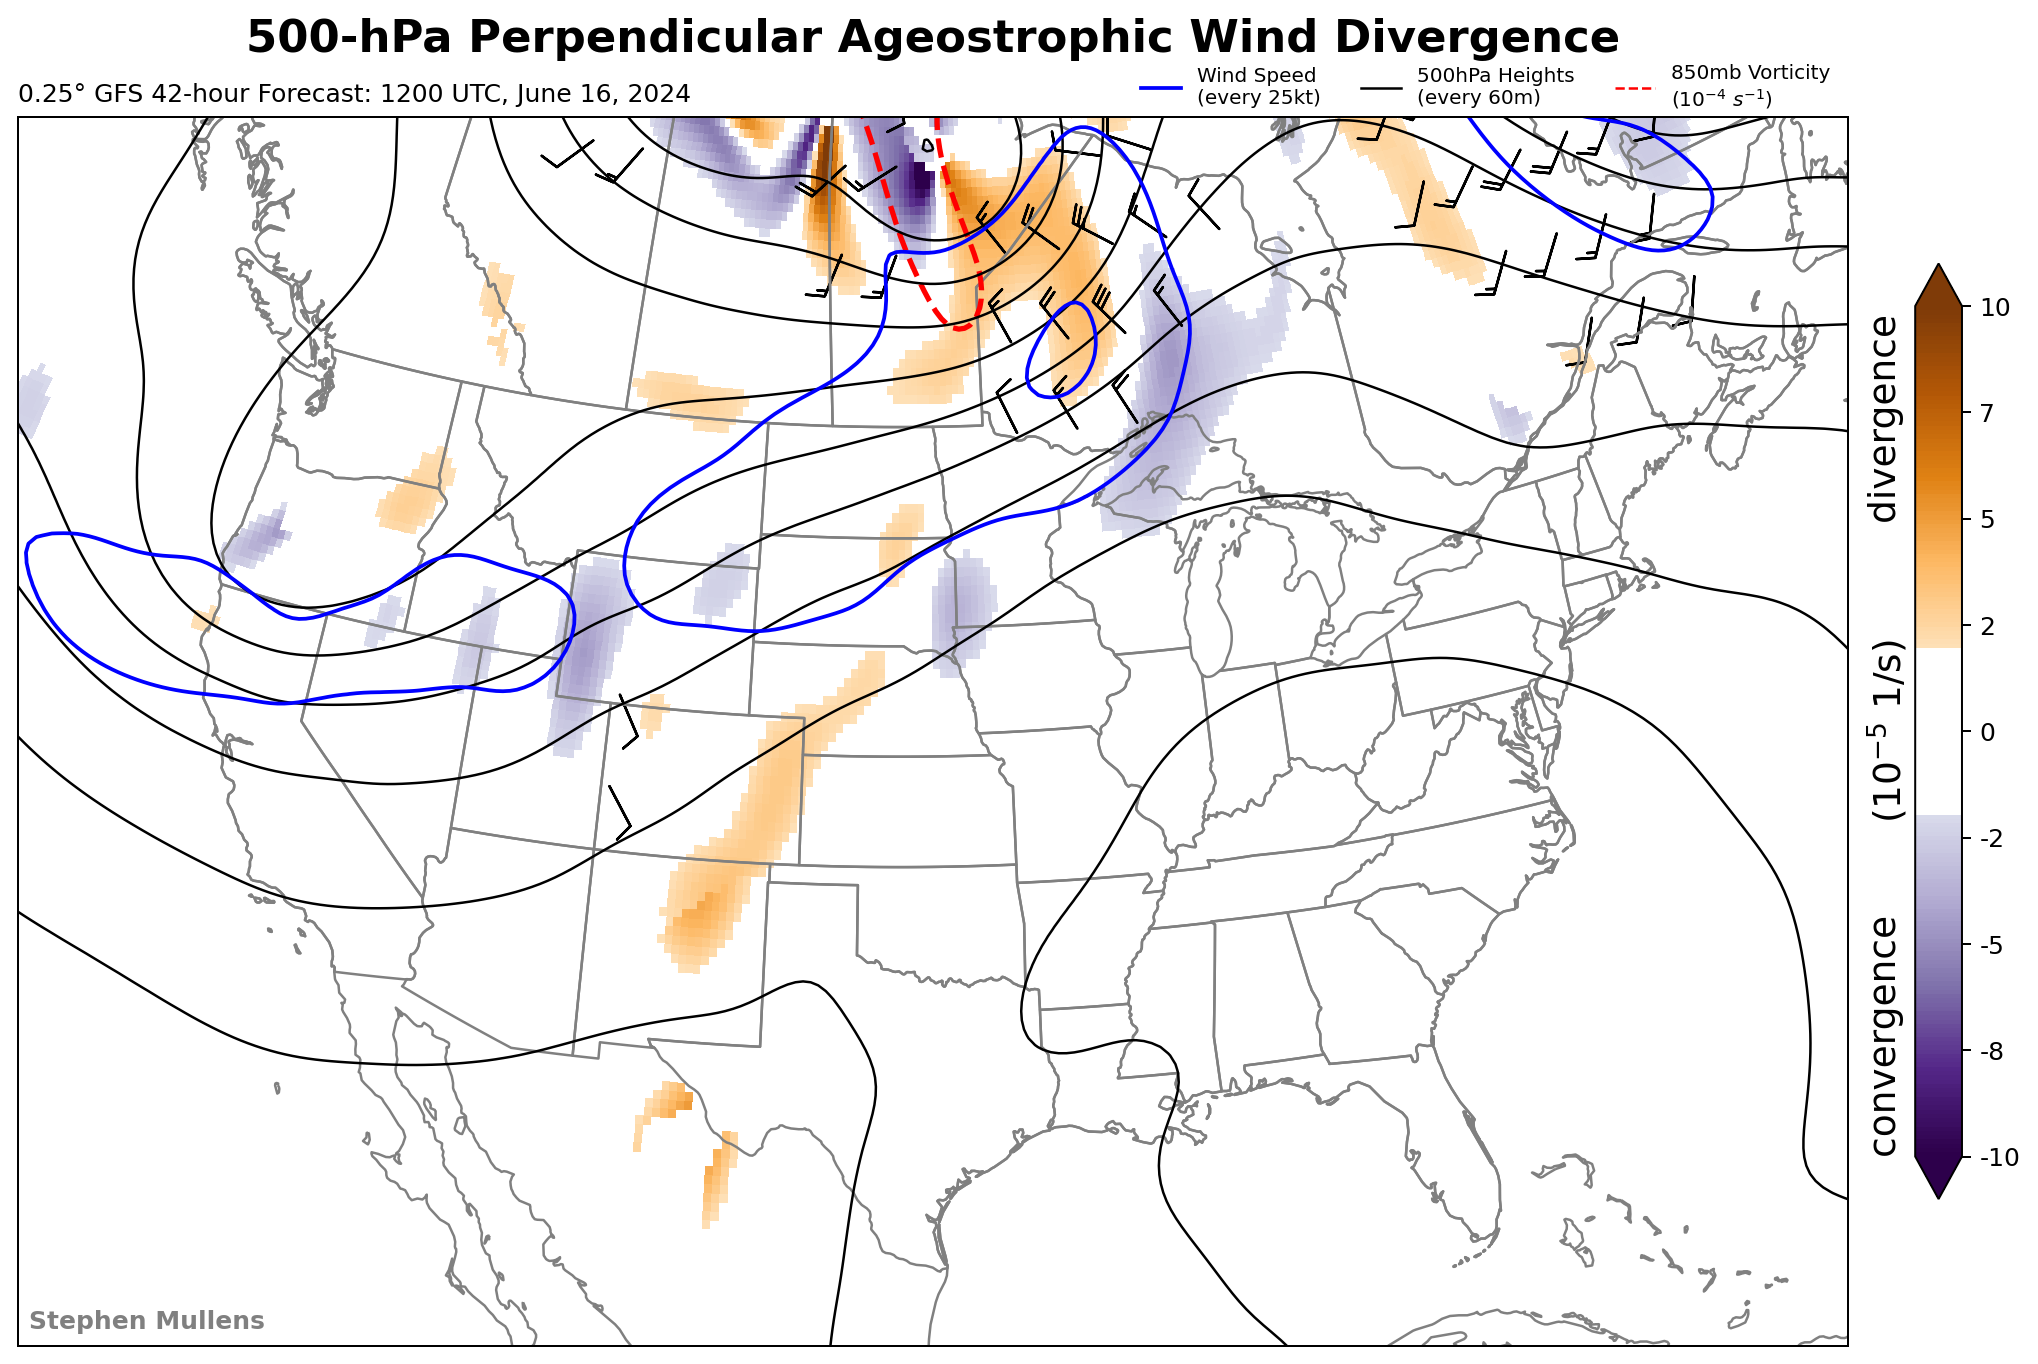 500-hPa Perpendicular Ageostrophic Wind Divergence
0.25° GFS 42-hour Forecast: 1200 UTC, June 16, 2024
Wind Speed
(every 25kt)
500hPa Heights
(every 60m)
850mb Vorticity
(10⁻⁴ s⁻¹)
10
7
5
2
0
-2
-5
-8
-10
convergence (10⁻⁵ 1/s) divergence
Stephen Mullens